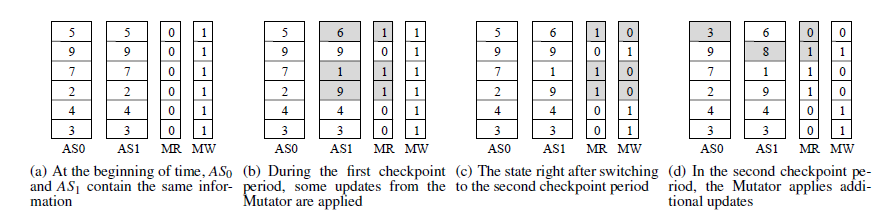 5 5 0 1 5 6 1 1 5 6 1 0 3 6 0 0
9 9 0 1 9 9 0 1 9 9 0 1 9 8 1 1
7 7 0 1 7 1 1 1 7 1 1 0 7 1 1 0
2 2 0 1 2 9 1 1 2 9 1 0 2 9 1 0
4 4 0 1 4 4 0 1 4 4 0 1 4 4 0 1
3 3 0 1 3 3 0 1 3 3 0 1 3 3 0 1
AS0 AS1 MR MW AS0 AS1 MR MW AS0 AS1 MR MW AS0 AS1 MR MW
(a) At the beginning of time, AS0
and AS1 contain the same infor-
mation
(b) During the first checkpoint
period, some updates from the
Mutator are applied
(c) The state right after switching
to the second checkpoint period
(d) In the second checkpoint pe-
riod, the Mutator applies addi-
tional updates